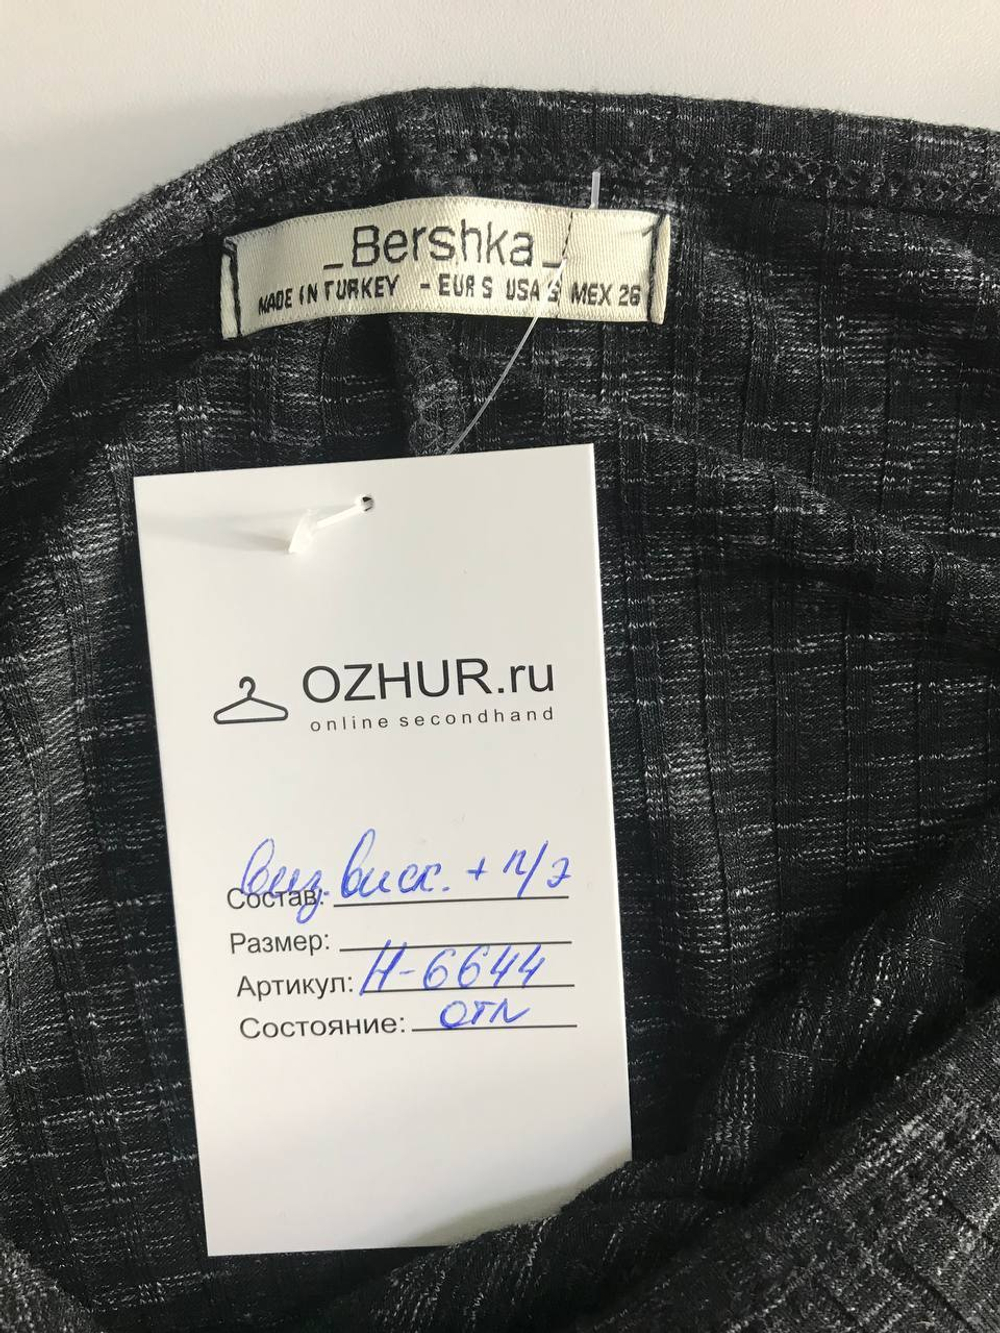 _Bershka_
MADE IN TURKEY - EUR S USA S MEX 26
OZHUR.ru
online secondhand
виз. виск. + п/э
Состав:
Размер:
Артикул: Н-6644
Состояние: отл